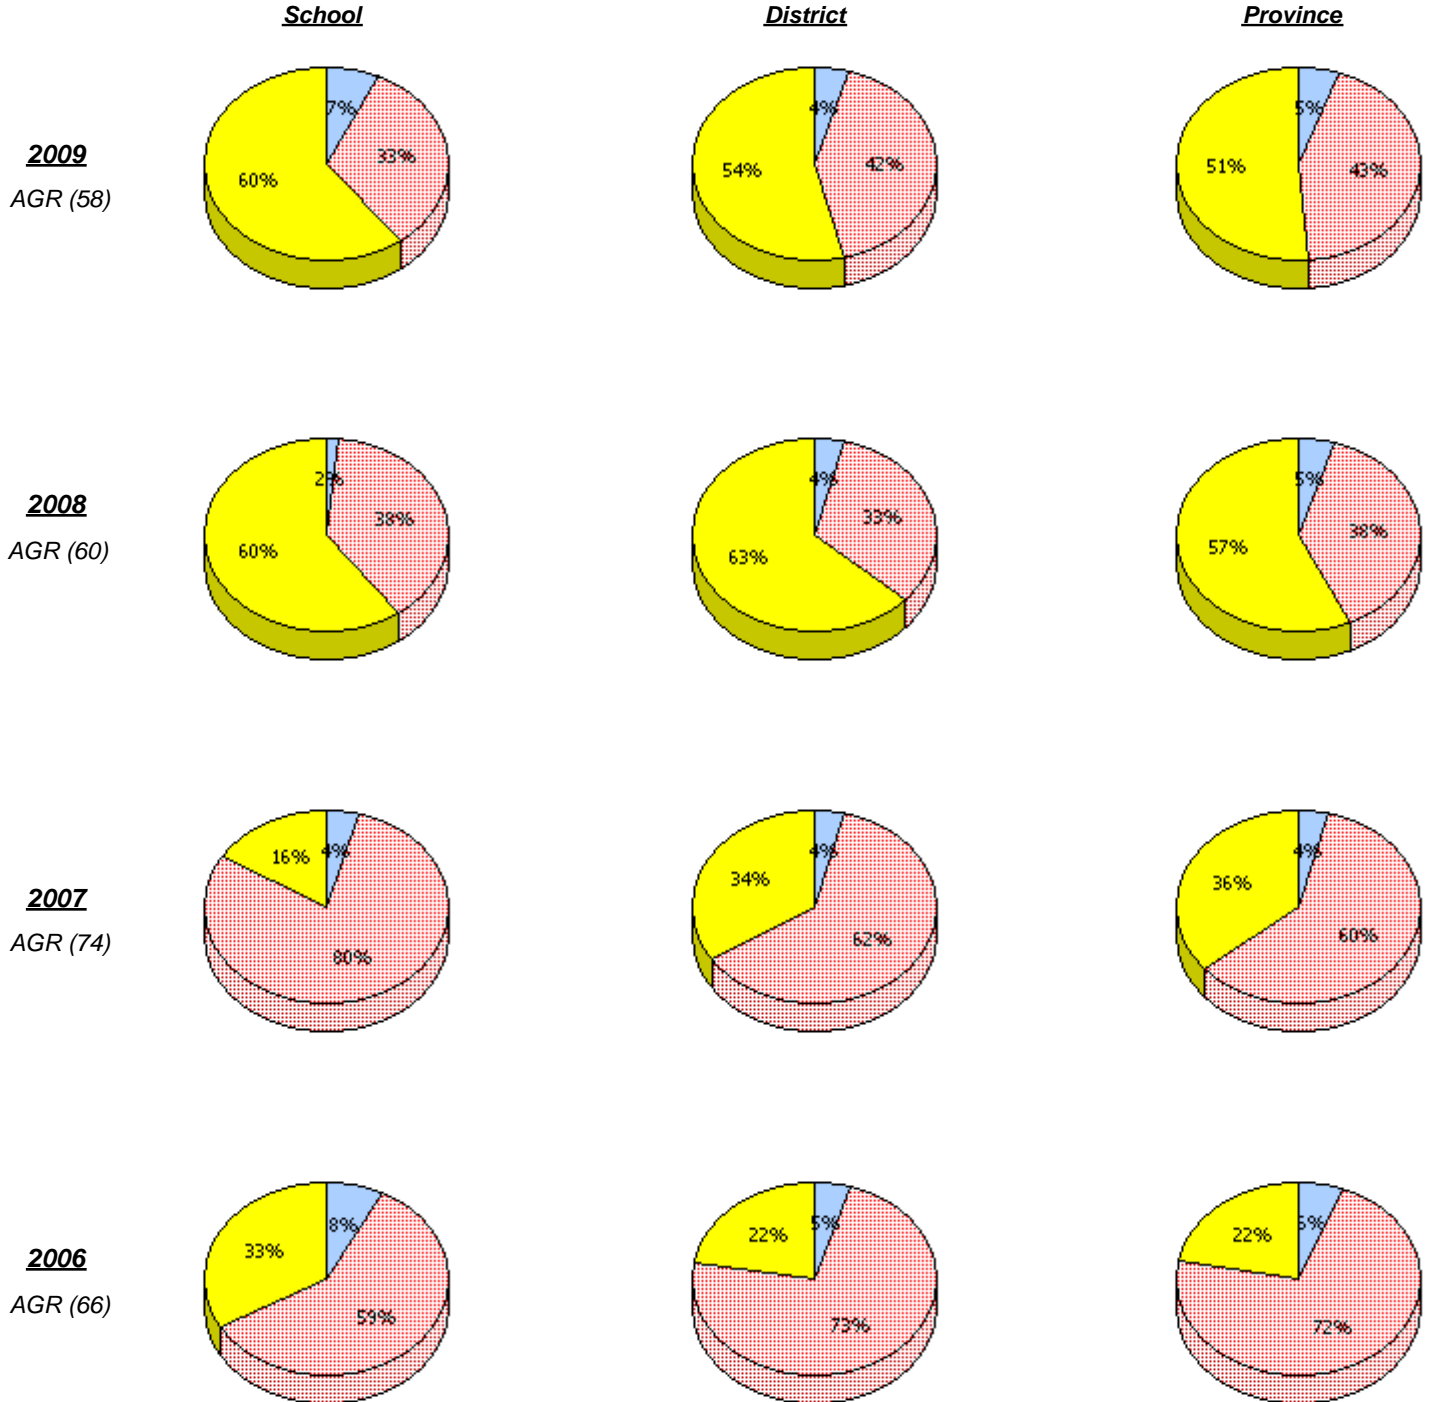 School District Province
7% 4% 5%
2009 33% 42% 43%
60% 54% 51%
AGR (58)
2% 4% 5%
2008 38% 33% 38%
60% 63% 57%
AGR (60)
16% 4% 34% 4% 36% 4%
2007
AGR (74) 80% 62% 60%
33% 8% 22% 5% 22%
2006
AGR (66) 59% 73% 72%